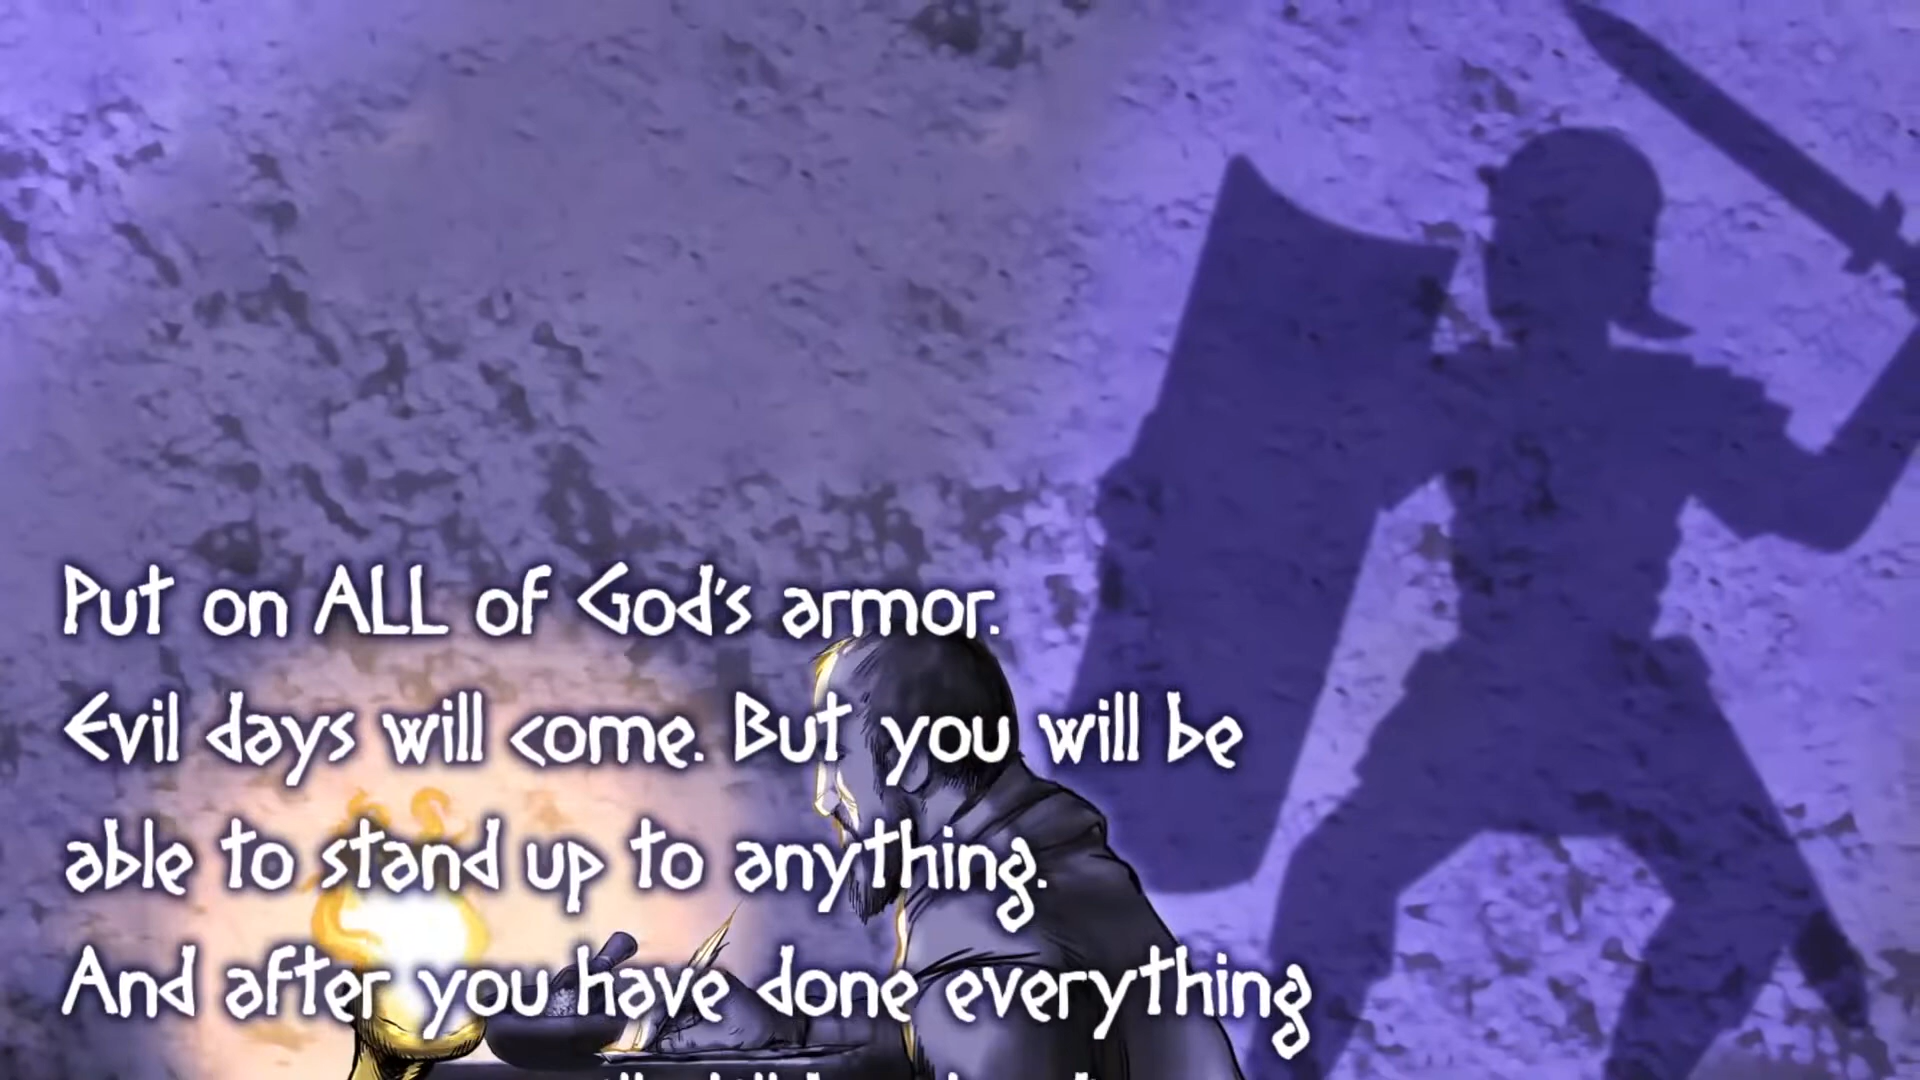 Put on ALL of God's armor.
Evil days will come. But you will be
able to stand up to anything.
And after you have done everything